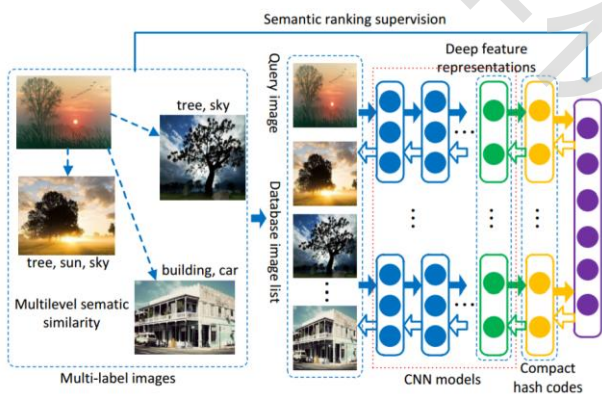 Semantic ranking supervision
Deep feature
representations
tree, sky
tree, sun, sky
building, car
Multilevel sematic
similarity
Multi-label images
Query image
Database image list
CNN models
Compact
hash codes